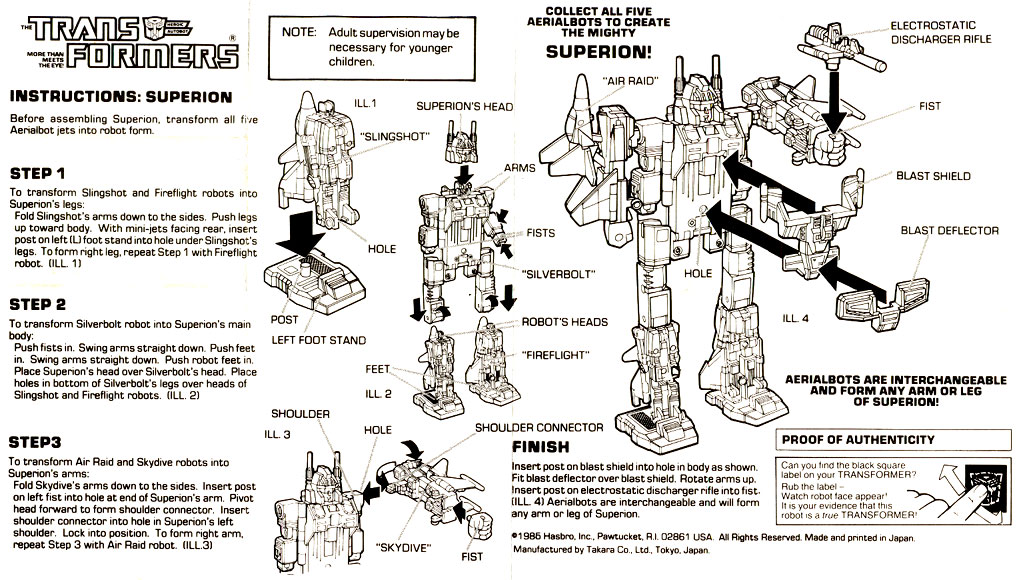 THE TRANSFORMERS
HEROIC
AUTOBOT
®
MORE THAN
MEETS
THE EYE!
INSTRUCTIONS: SUPERION
Before assembling Superion, transform all five
Aerialbot jets into robot form.
STEP 1
To transform Slingshot and Fireflight robots into
Superion's legs:
Fold Slingshot's arms down to the sides. Push legs
up toward body. With mini-jets facing rear, insert
post on left (L) foot stand into hole under Slingshot's
legs. To form right leg, repeat Step 1 with Fireflight
robot. (ILL. 1)
STEP 2
To transform Silverbolt robot into Superion's main
body:
Push fists in. Swing arms straight down. Push feet
in. Swing arms straight down. Push robot feet in.
Place Superion's head over Silverbolt's head. Place
holes in bottom of Silverbolt's legs over heads of
Slingshot and Fireflight robots. (ILL. 2)
STEP3
To transform Air Raid and Skydive robots into
Superion's arms:
Fold Skydive's arms down to the sides. Insert post
on left fist into hole at end of Superion's arm. Pivot
head forward to form shoulder connector. Insert
shoulder connector into hole in Superion's left
shoulder. Lock into position. To form right arm,
repeat Step 3 with Air Raid robot. (ILL.3)
NOTE: Adult supervision may be
necessary for younger
children.
ILL.1
"SLINGSHOT"
HOLE
POST
LEFT FOOT STAND
SUPERION'S HEAD
ARMS
FISTS
"SILVERBOLT"
ROBOT'S HEADS
"FIREFLIGHT"
FEET
ILL. 2
SHOULDER
ILL. 3
HOLE
SHOULDER CONNECTOR
"SKYDIVE"
FIST
COLLECT ALL FIVE
AERIALBOTS TO CREATE
THE MIGHTY
SUPERION!
"AIR RAID"
ELECTROSTATIC
DISCHARGER RIFLE
FIST
BLAST SHIELD
BLAST DEFLECTOR
HOLE
ILL. 4
AERIALBOTS ARE INTERCHANGEABLE
AND FORM ANY ARM OR LEG
OF SUPERION!
FINISH
Insert post on blast shield into hole in body as shown.
Fit blast deflector over blast shield. Rotate arms up.
Insert post on electrostatic discharger rifle into fist.
(ILL. 4) Aerialbots are interchangeable and will form
any arm or leg of Superion.
PROOF OF AUTHENTICITY
Can you find the black square
label on your TRANSFORMER?
Rub the label –
Watch robot face appear!
It is your evidence that this
robot is a true TRANSFORMER!
©1985 Hasbro, Inc., Pawtucket, R.I. 02861 USA. All Rights Reserved. Made and printed in Japan.
Manufactured by Takara Co., Ltd., Tokyo, Japan.